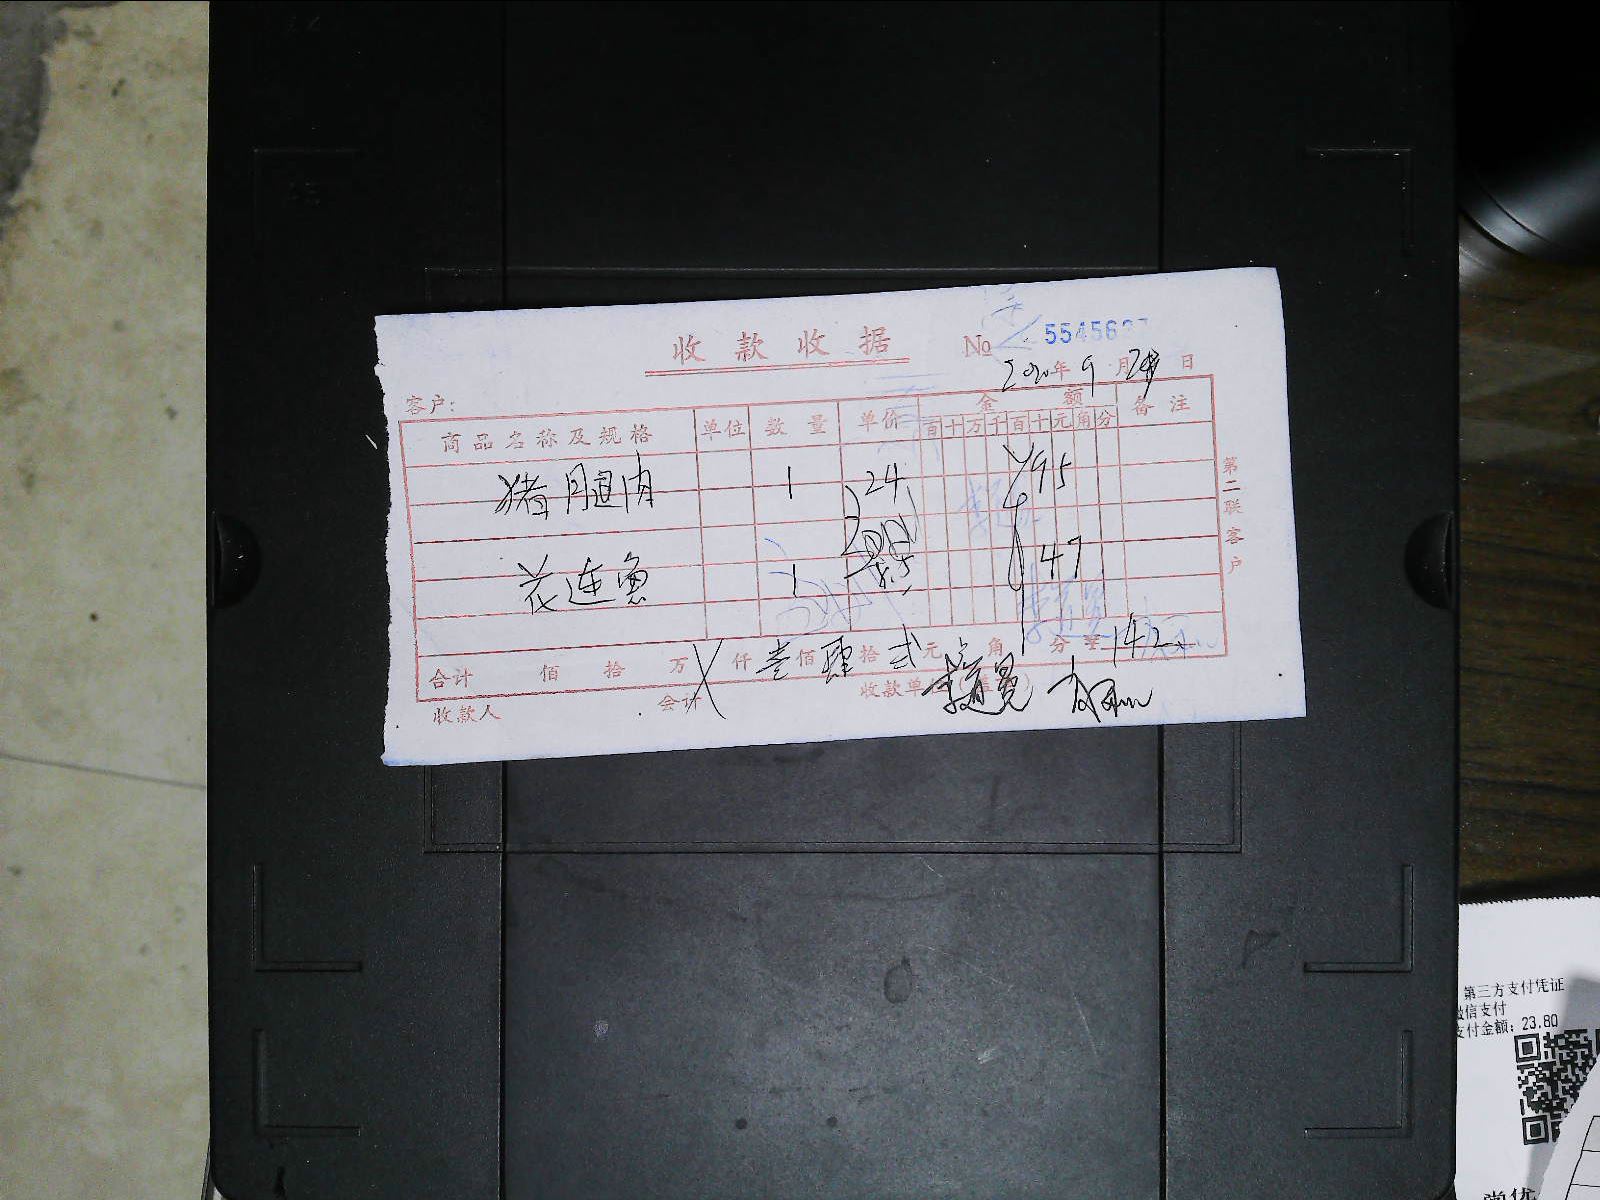 收款收据
№ 554563
2020年9月 日
客户:
商品名称及规格 单位 数量 单价 金额 备注
百十万千百十元角分
猪腿肉 1 24 ¥95
花连鱼 1 47
合计 佰 拾 万 仟 壹佰 肆拾 贰元 角 分 ¥142
收款人 会计 收款单位
第二联客户
第三方支付凭证
微信支付
支付金额: 23.80